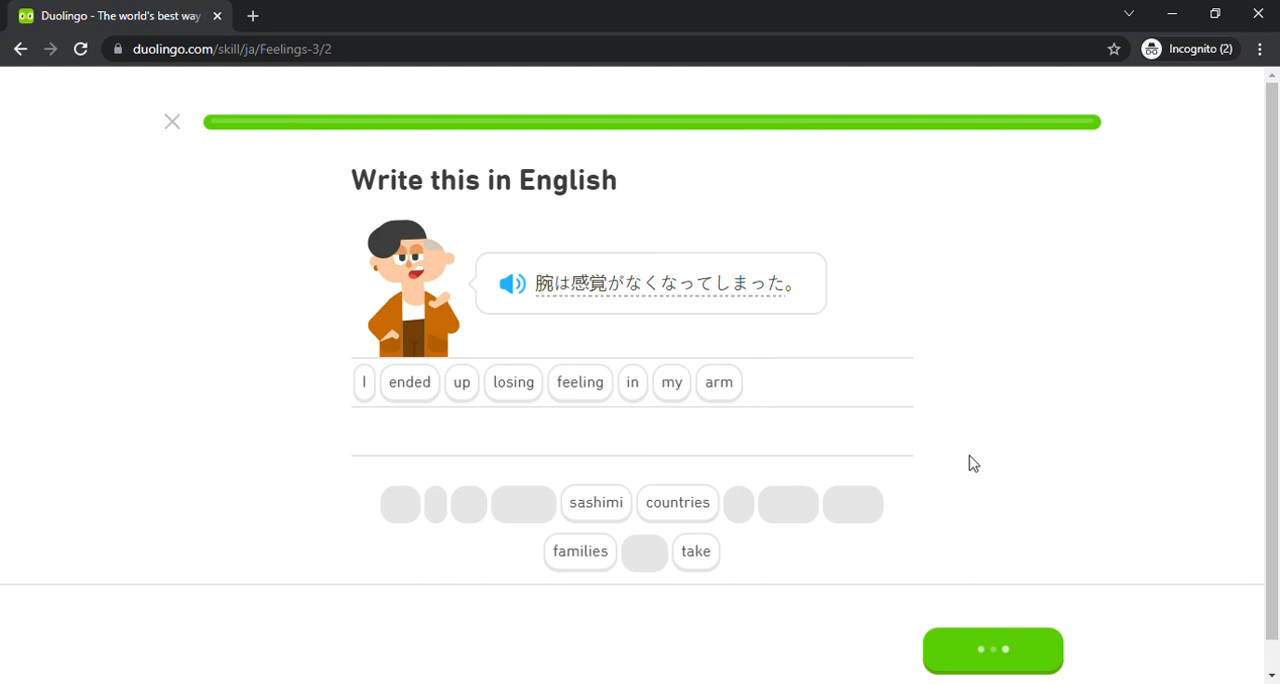 Duolingo - The world's best way
duolingo.com/skill/ja/Feelings-3/2
Incognito (2)
Write this in English
腕は感覚がなくなってしまった。
I ended up losing feeling in my arm
sashimi countries
families take